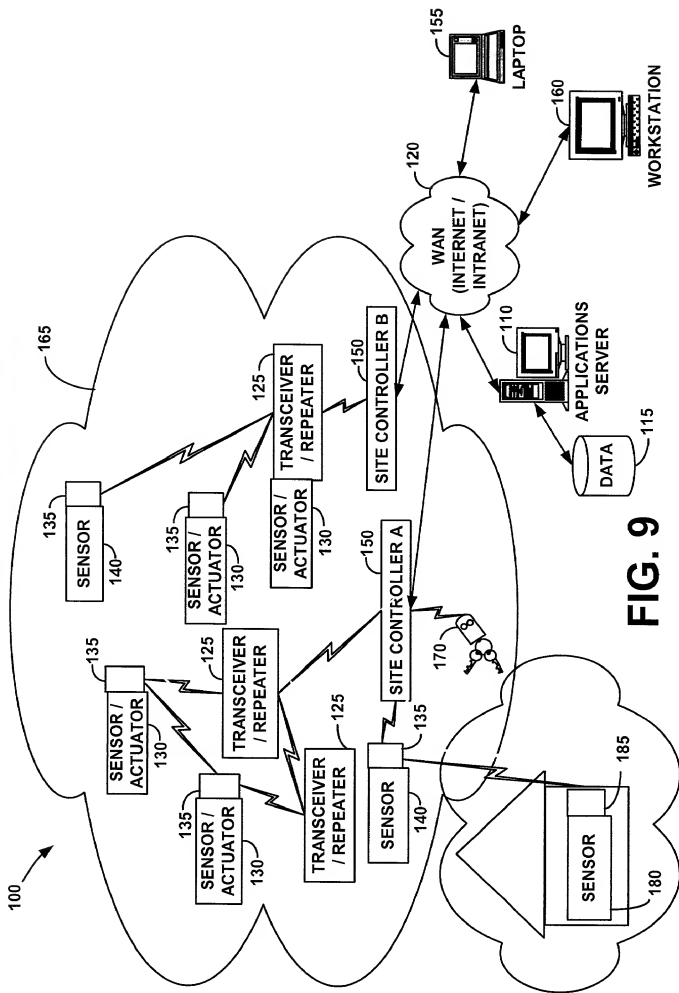 100
165
135
SENSOR
140
135
SENSOR /
ACTUATOR
130
135
SENSOR /
ACTUATOR
130
135
SENSOR /
ACTUATOR
130
125
TRANSCEIVER
/ REPEATER
125
TRANSCEIVER
/ REPEATER
SENSOR /
ACTUATOR
130
125
TRANSCEIVER
/ REPEATER
135
SENSOR
140
150
SITE CONTROLLER A
150
SITE CONTROLLER B
170
120
WAN
(INTERNET /
INTRANET)
155
LAPTOP
185
SENSOR
180
110
APPLICATIONS
SERVER
DATA
115
160
WORKSTATION
FIG. 9